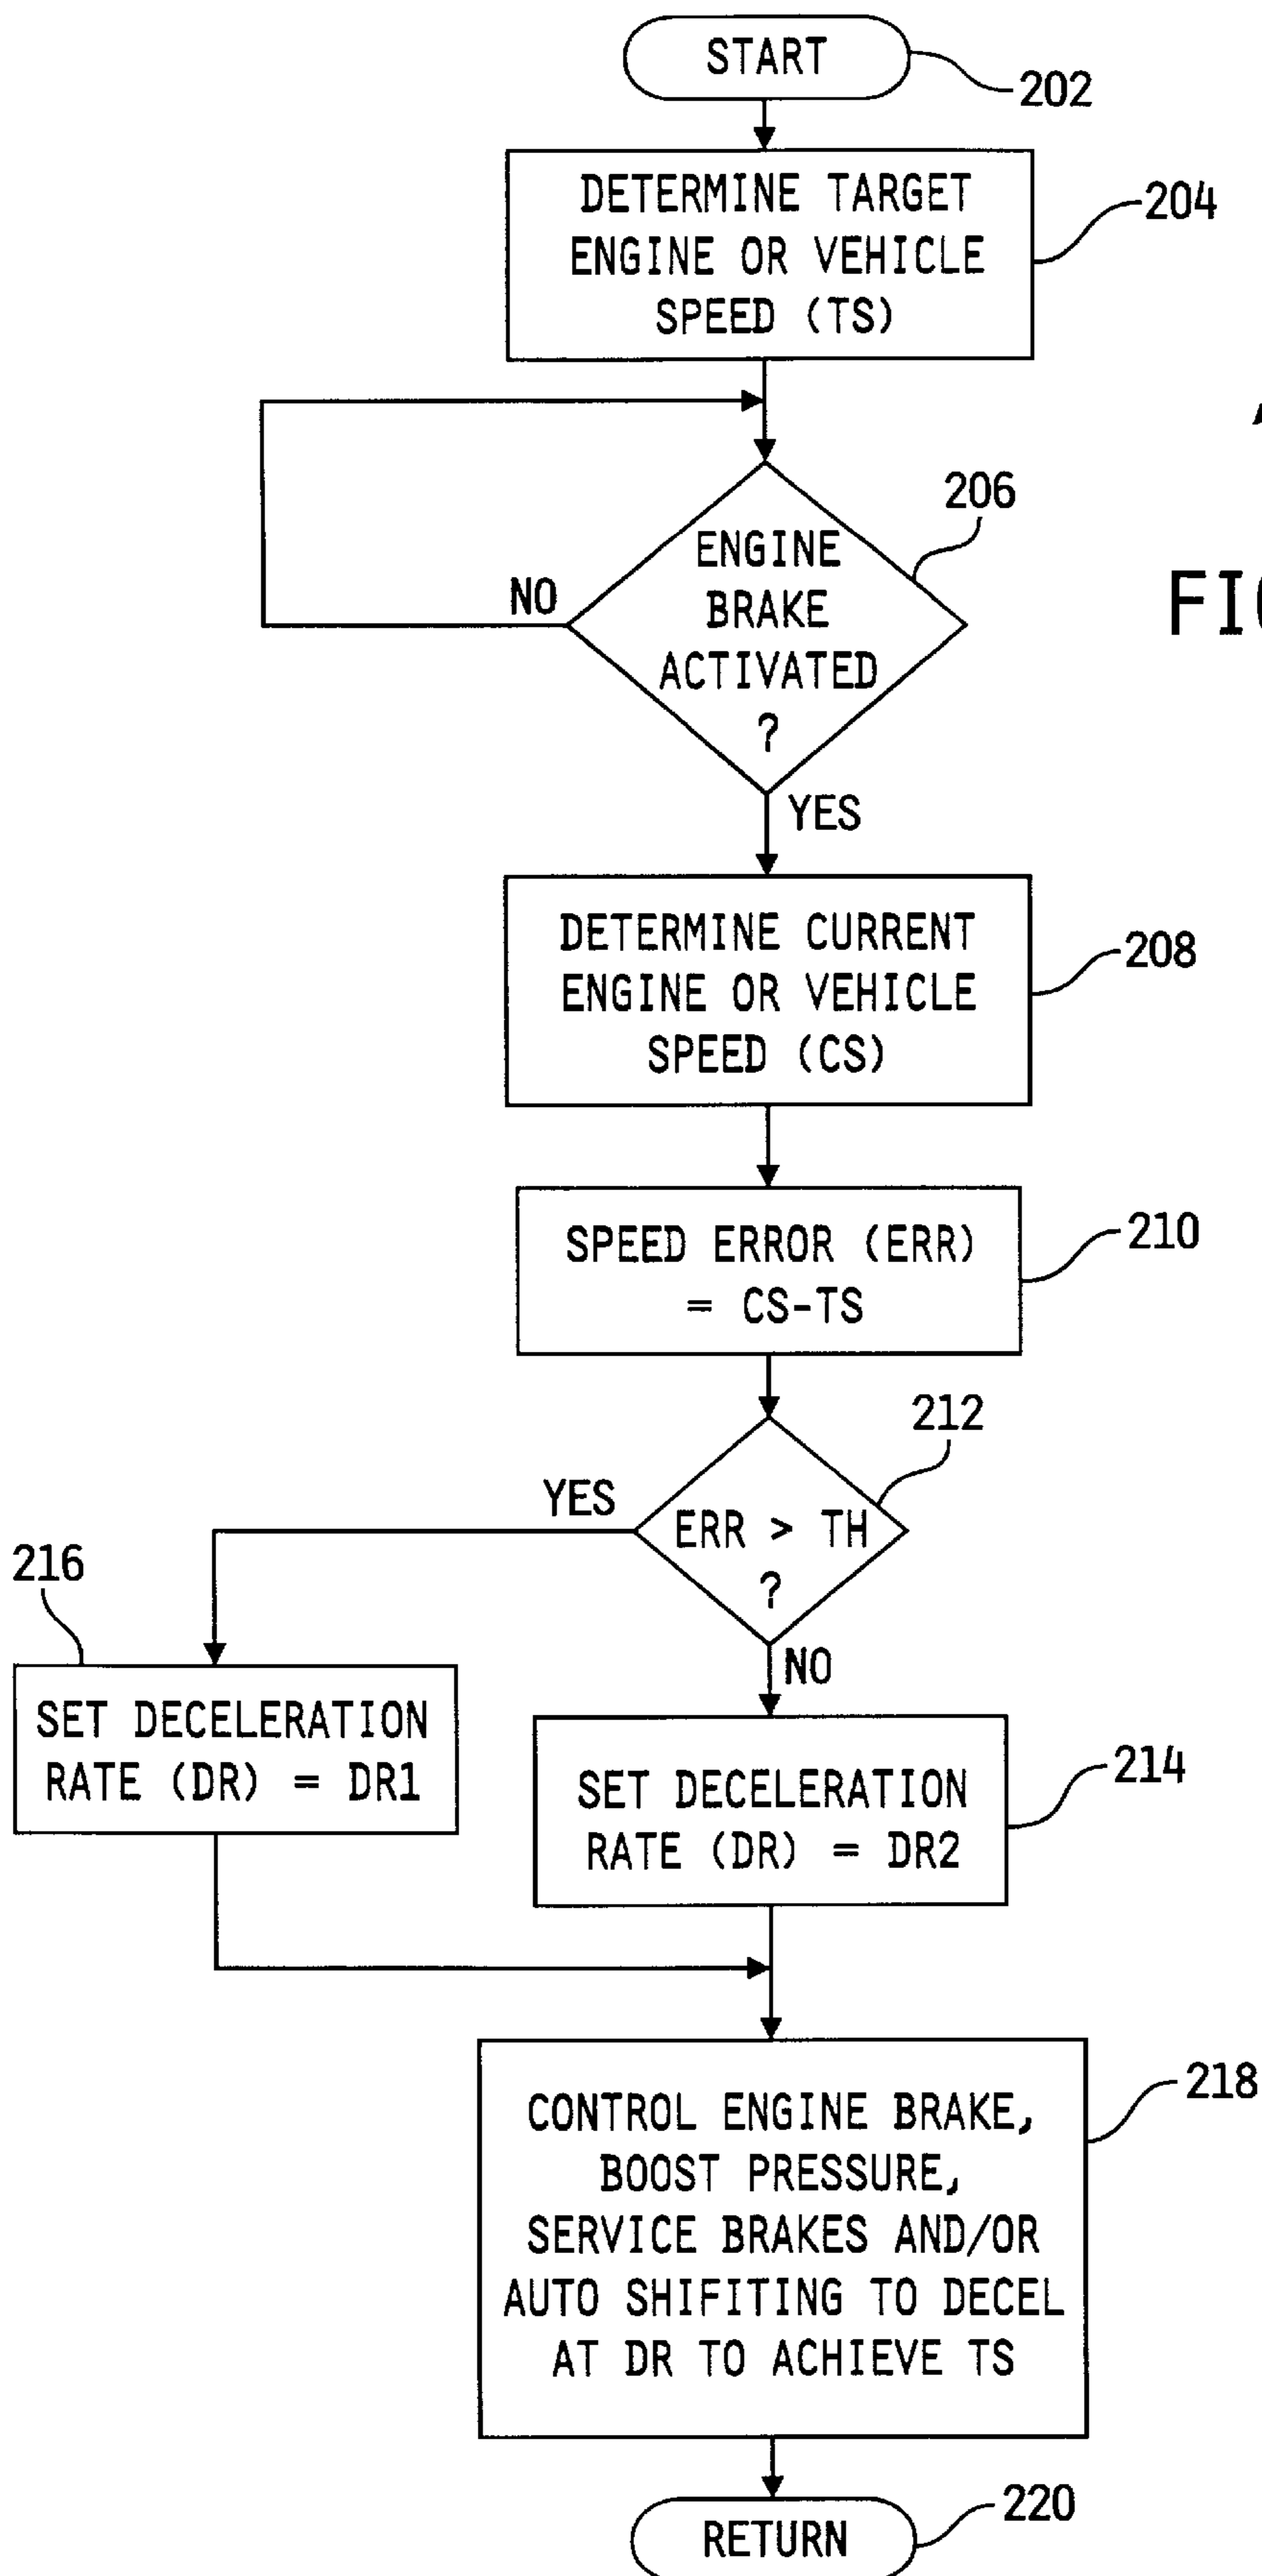 START
202
DETERMINE TARGET
ENGINE OR VEHICLE
SPEED (TS)
204
206
ENGINE
BRAKE
ACTIVATED
?
NO
YES
DETERMINE CURRENT
ENGINE OR VEHICLE
SPEED (CS)
208
SPEED ERROR (ERR)
= CS-TS
210
212
ERR > TH
?
YES
NO
216
SET DECELERATION
RATE (DR) = DR1
SET DECELERATION
RATE (DR) = DR2
214
CONTROL ENGINE BRAKE,
BOOST PRESSURE,
SERVICE BRAKES AND/OR
AUTO SHIFITING TO DECEL
AT DR TO ACHIEVE TS
218
RETURN
220